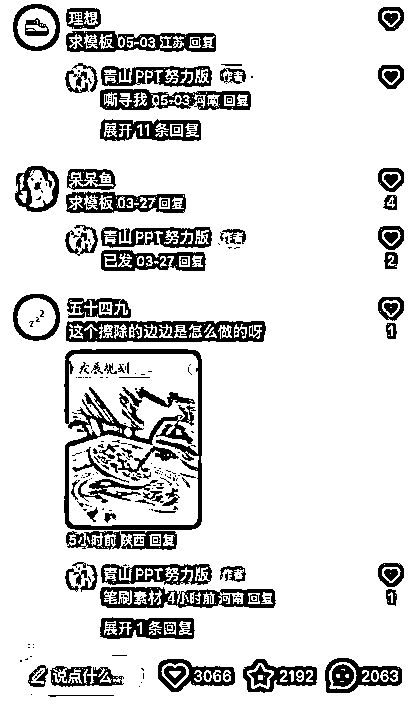 理想
求模板 05-03 江苏 回复
青山PPT努力版 作者
嘶寻我 05-03 河南 回复
展开11条回复
呆呆鱼
求模板 03-27 回复
4
青山PPT努力版 作者
已发 03-27 回复
2
五十四九
这个擦除的边边是怎么做的呀
1
发展规划
5小时前 陕西 回复
青山PPT努力版 作者
笔刷素材 4小时前 河南 回复
1
展开1条回复
说点什么... 3066 2192 2063